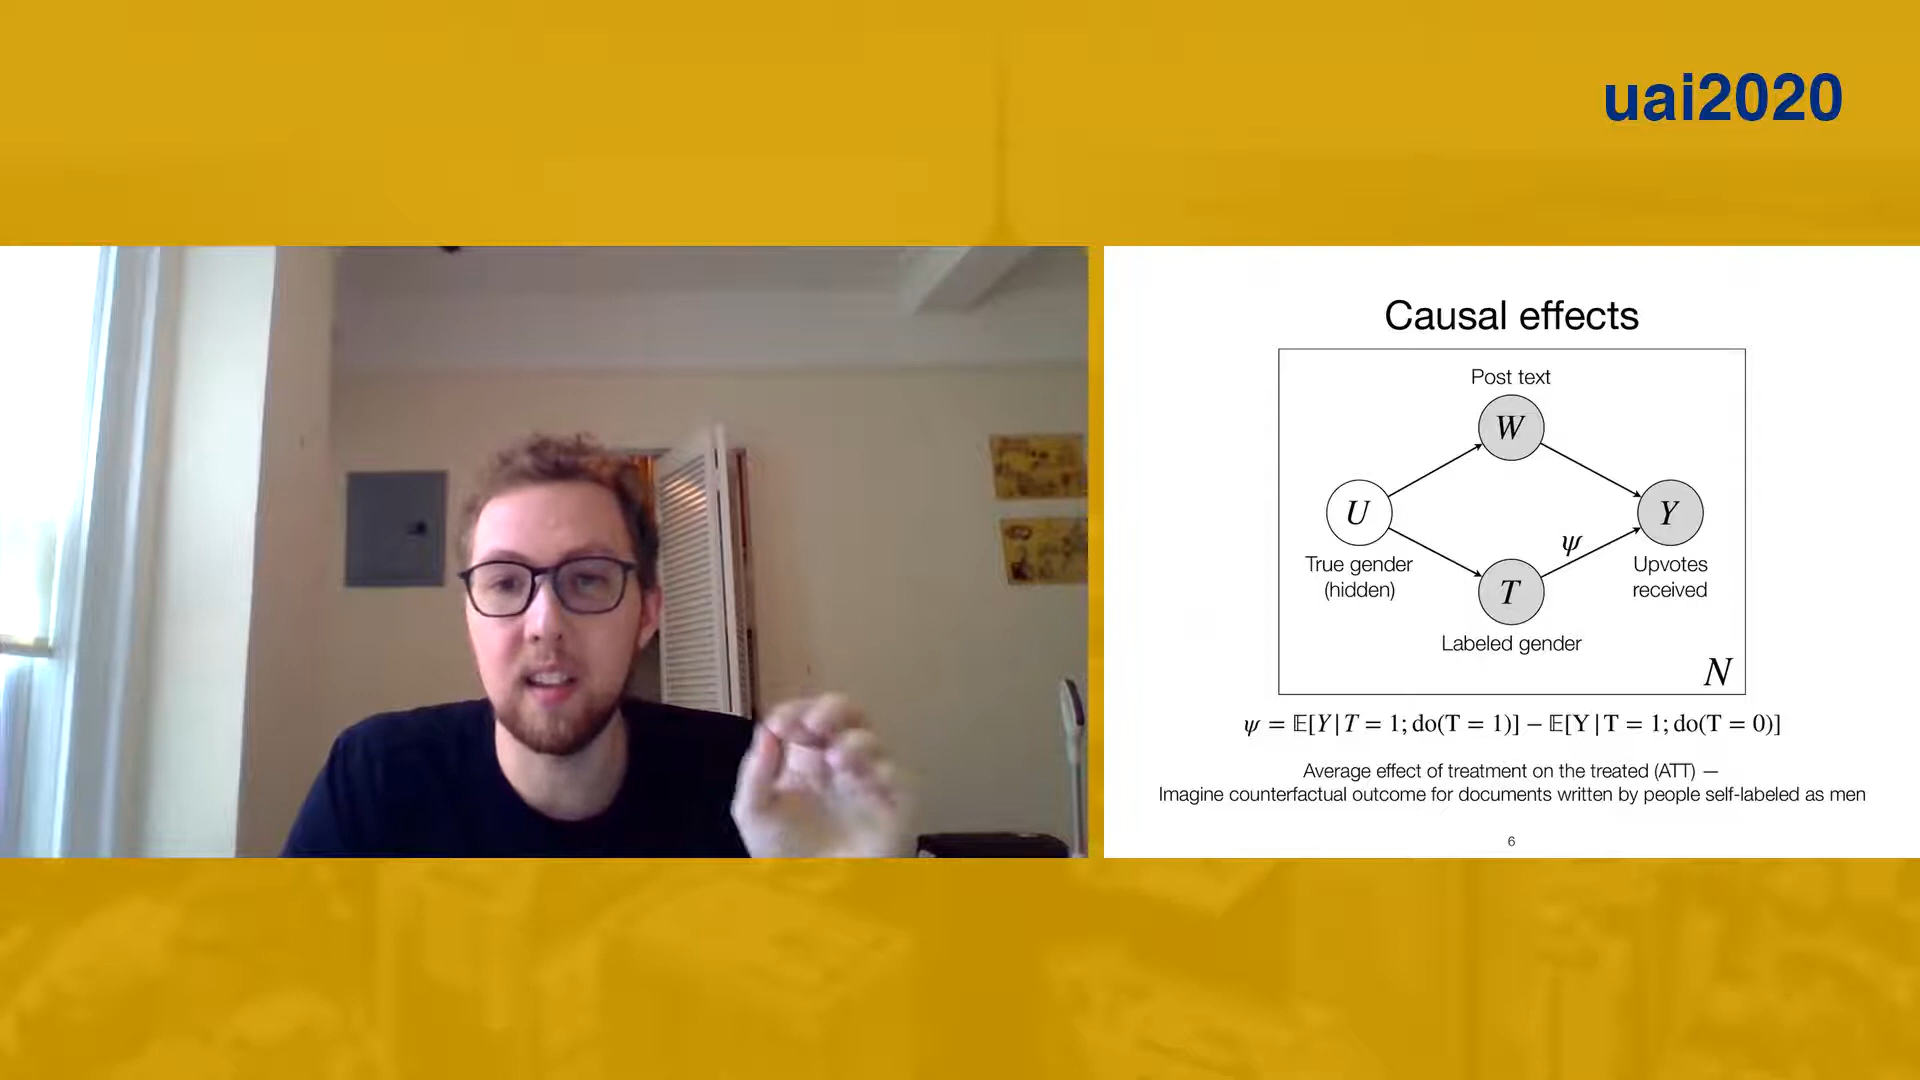 uai2020
Causal effects
Post text
W
U
Y
ψ
True gender
(hidden)
Upvotes
received
T
Labeled gender
N
ψ = 𝔼[Y | T = 1; do(T = 1)] − 𝔼[Y | T = 1; do(T = 0)]
Average effect of treatment on the treated (ATT) —
Imagine counterfactual outcome for documents written by people self-labeled as men
6